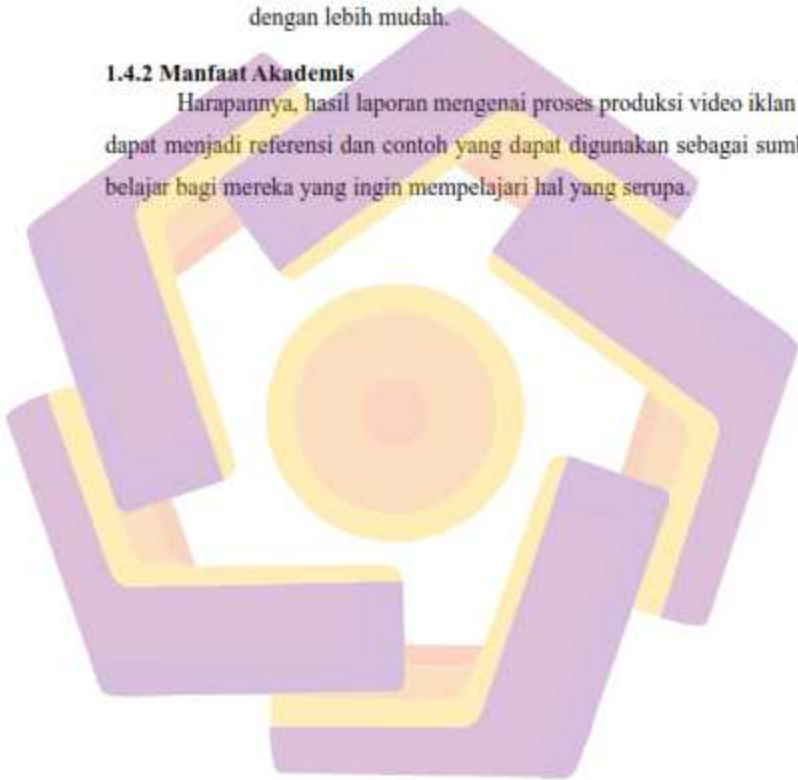 dengan lebih mudah.
1.4.2 Manfaat Akademis
Harapannya, hasil laporan mengenai proses produksi video iklan
dapat menjadi referensi dan contoh yang dapat digunakan sebagai sumb
belajar bagi mereka yang ingin mempelajari hal yang serupa.